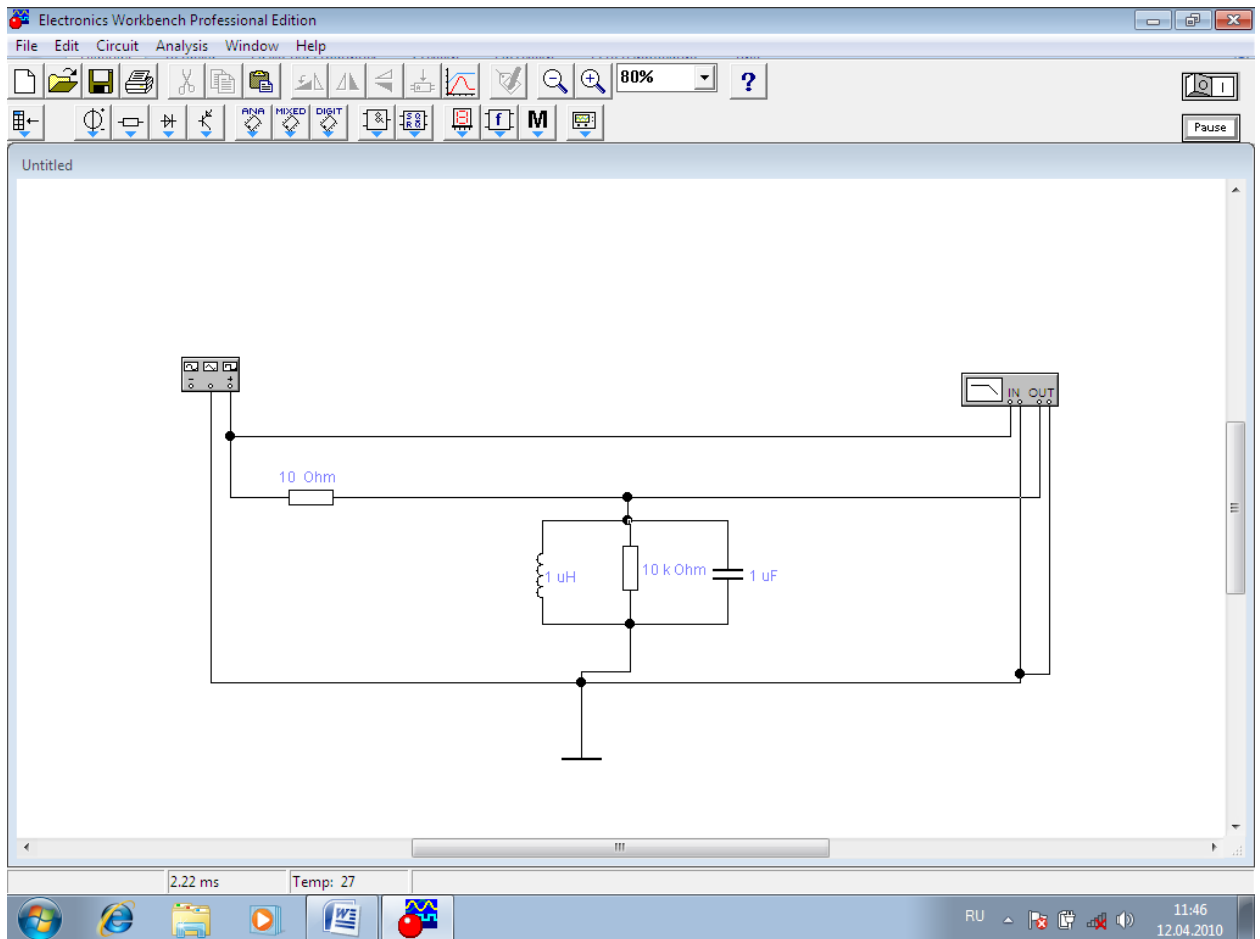 Electronics Workbench Professional Edition
File Edit Circuit Analysis Window Help
80%
?
ANA MIXED DIGIT
M
Pause
Untitled
IN OUT
10 Ohm
1 uH
10 k Ohm
1 uF
2.22 ms
Temp: 27
RU
11:46
12.04.2010